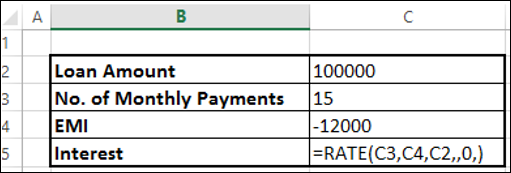 A B C
1
2 Loan Amount 100000
3 No. of Monthly Payments 15
4 EMI -12000
5 Interest =RATE(C3,C4,C2,,0,)